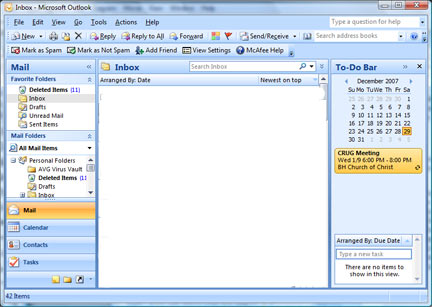 Inbox - Microsoft Outlook
File Edit View Go Tools Actions Help
Type a question for help
New Reply Reply to All Forward Send/Receive Search address books
Mark as Spam Mark as Not Spam Add Friend View Settings McAfee Help
Mail
Favorite Folders
Deleted Items (11)
Inbox
Drafts
Unread Mail
Sent Items
Mail Folders
All Mail Items
Personal Folders
AVG Virus Vault
Deleted Items
Drafts
Inbox
Mail
Calendar
Contacts
Tasks
42 Items
Inbox
Search Inbox
Arranged By: Date Newest on top
To-Do Bar
December 2007
Su Mo Tu We Th Fr Sa
1
2 3 4 5 6 7 8
9 10 11 12 13 14 15
16 17 18 19 20 21 22
23 24 25 26 27 28 29
30 31 1 2 3 4 5
CRUG Meeting
Wed 1/9 6:00 PM - 8:00 PM
BH Church of Christ
Arranged By: Due Date
Type a new task
There are no items to
show in this view.